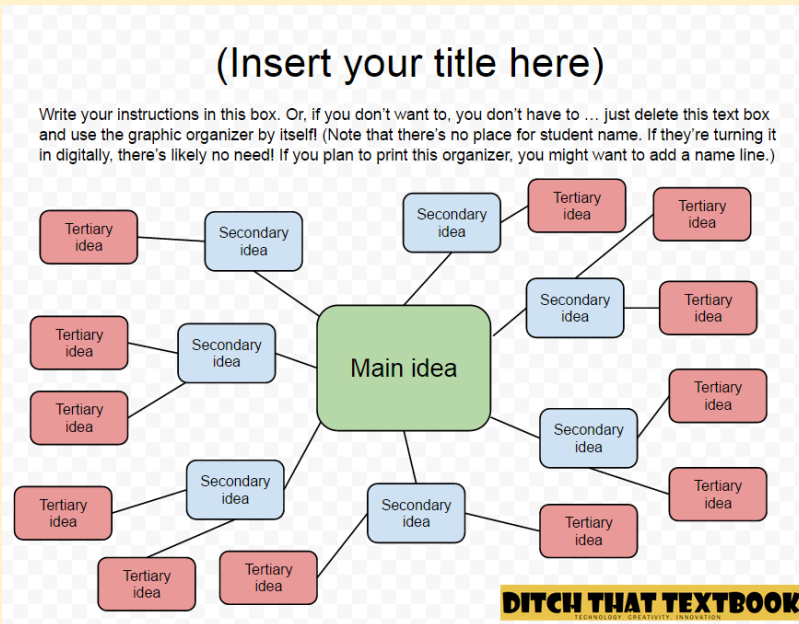 (Insert your title here)
Write your instructions in this box. Or, if you don't want to, you don't have to … just delete this text box
and use the graphic organizer by itself! (Note that there's no place for student name. If they're turning it
in digitally, there's likely no need! If you plan to print this organizer, you might want to add a name line.)
Tertiary
idea
Secondary
idea
Secondary
idea
Tertiary
idea
Tertiary
idea
Secondary
idea
Tertiary
idea
Tertiary
idea
Secondary
idea
Main idea
Tertiary
idea
Tertiary
idea
Secondary
idea
Secondary
idea
Tertiary
idea
Tertiary
idea
Secondary
idea
Tertiary
idea
Tertiary
idea
Tertiary
idea
Tertiary
idea
DITCH THAT TEXTBOOK
TECHNOLOGY. CREATIVITY. INNOVATION.